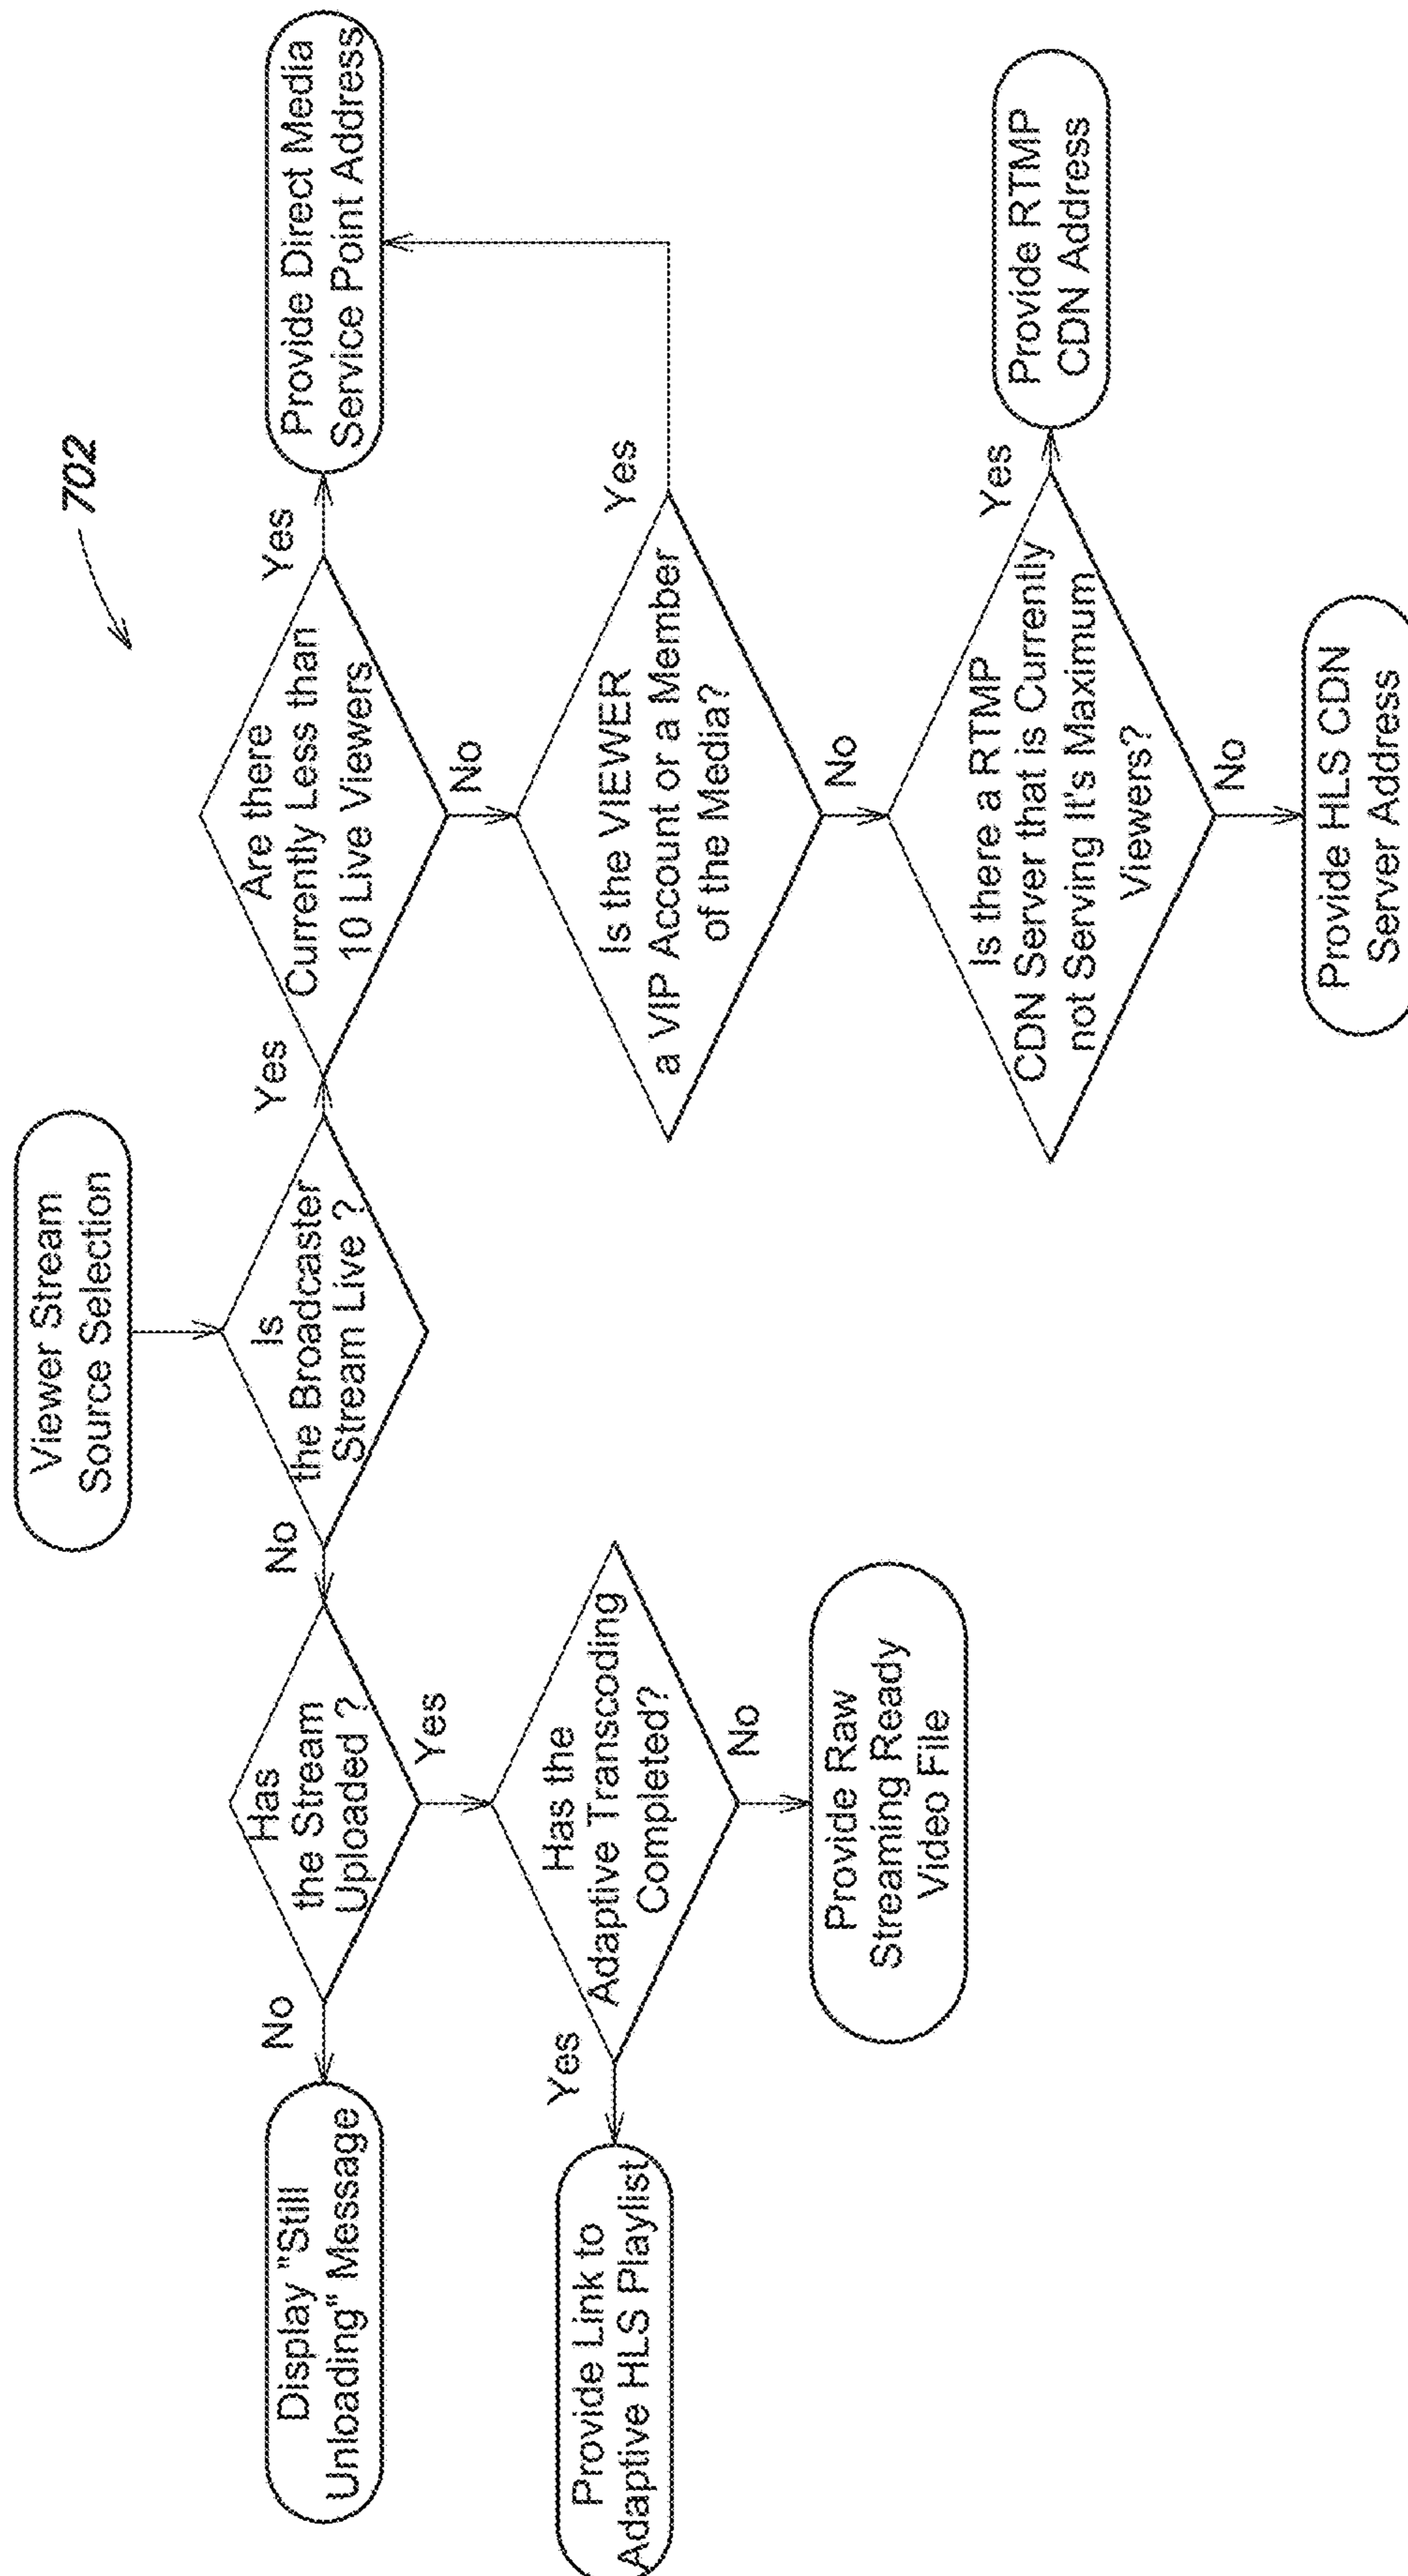 702
Viewer Stream
Source Selection
Is
the Broadcaster
Stream Live ?
No
Yes
Has
the Stream
Uploaded ?
No
Yes
Display "Still
Unloading" Message
Has the
Adaptive Transcoding
Completed?
Yes
No
Provide Link to
Adaptive HLS Playlist
Provide Raw
Streaming Ready
Video File
Are there
Currently Less than
10 Live Viewers
Yes
No
Provide Direct Media
Service Point Address
Is the VIEWER
a VIP Account or a Member
of the Media?
Yes
No
Is there a RTMP
CDN Server that is Currently
not Serving It's Maximum
Viewers?
Yes
No
Provide RTMP
CDN Address
Provide HLS CDN
Server Address